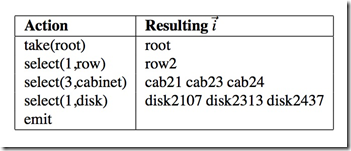 Action Resulting i⃗
take(root) root
select(1,row) row2
select(3,cabinet) cab21 cab23 cab24
select(1,disk) disk2107 disk2313 disk2437
emit